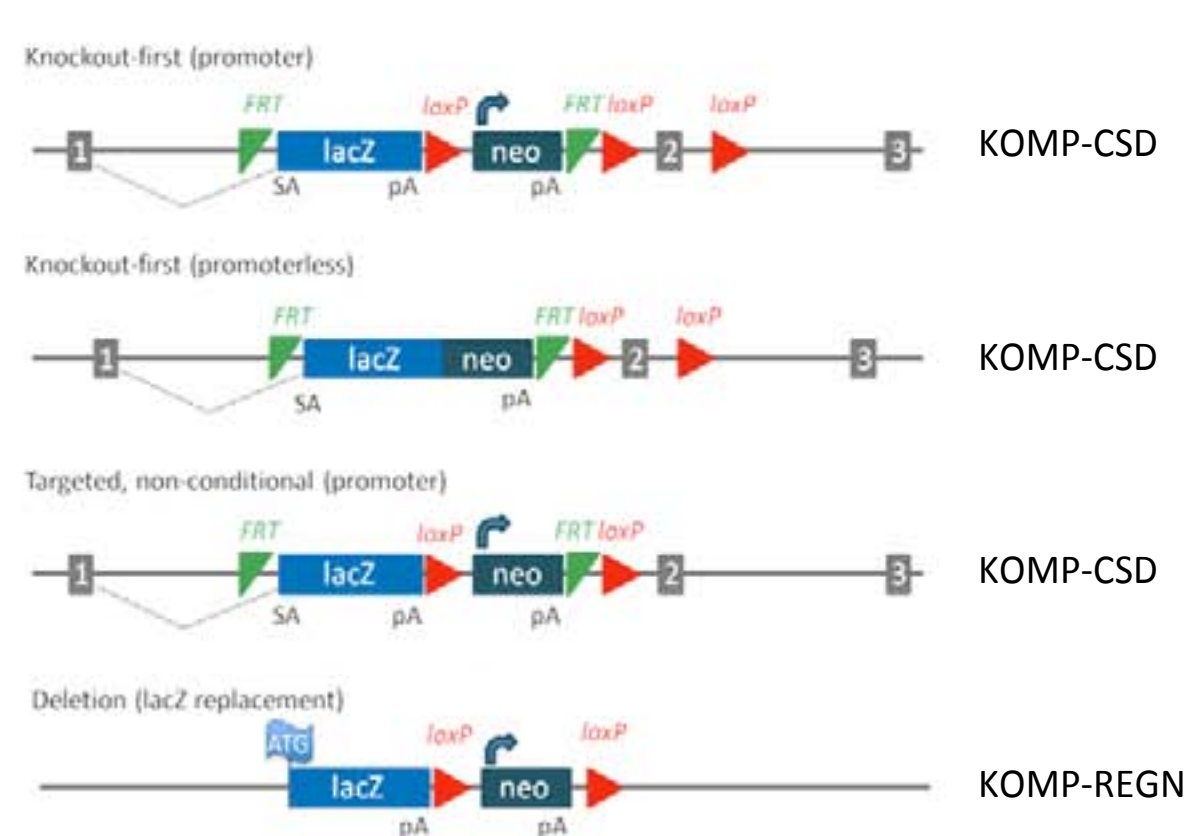 Knockout-first (promoter)
FRT loxP FRT loxP loxP
1 lacZ neo 2 3 KOMP-CSD
SA pA pA
Knockout-first (promoterless)
FRT FRT loxP loxP
1 lacZ neo 2 3 KOMP-CSD
SA pA
Targeted, non-conditional (promoter)
FRT loxP FRT loxP
1 lacZ neo 2 3 KOMP-CSD
SA pA pA
Deletion (lacZ replacement)
ATG loxP loxP
lacZ neo KOMP-REGN
pA pA